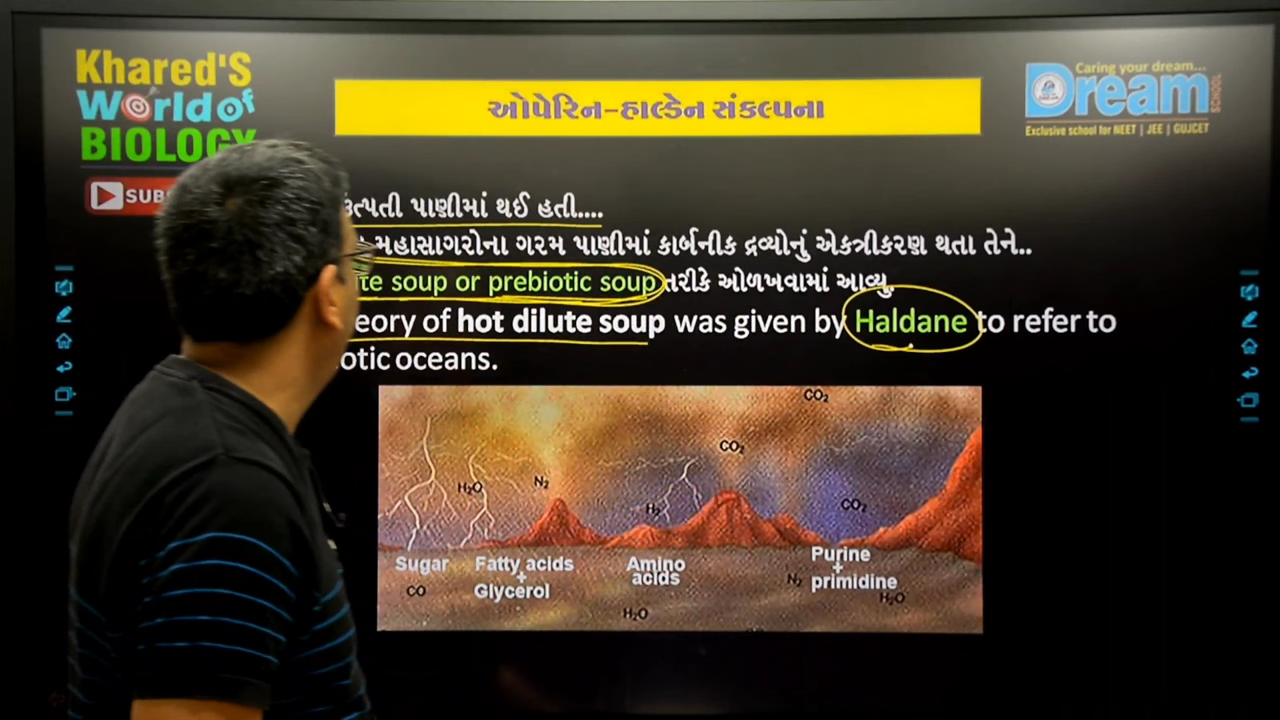 Khared'S
World of
BIOLOGY
SUB
ઓપેરિન-હાલ્ડેન સંકલ્પના
Caring your dream...
Dream
SCHOOL
Exclusive school for NEET | JEE | GUJCET
ઉત્પતી પાણીમાં થઈ હતી....
મહાસાગરોના ગરમ પાણીમાં કાર્બનીક દ્રવ્યોનું એકત્રીકરણ થતા તેને..
te soup or prebiotic soup તરીકે ઓળખવામાં આવ્યુ.
eory of hot dilute soup was given by Haldane to refer to
otic oceans.
CO₂
CO₂
H₂O N₂
H₂ CO₂
Sugar Fatty acids + Glycerol Amino acids Purine + primidine
CO N₂ H₂O
H₂O